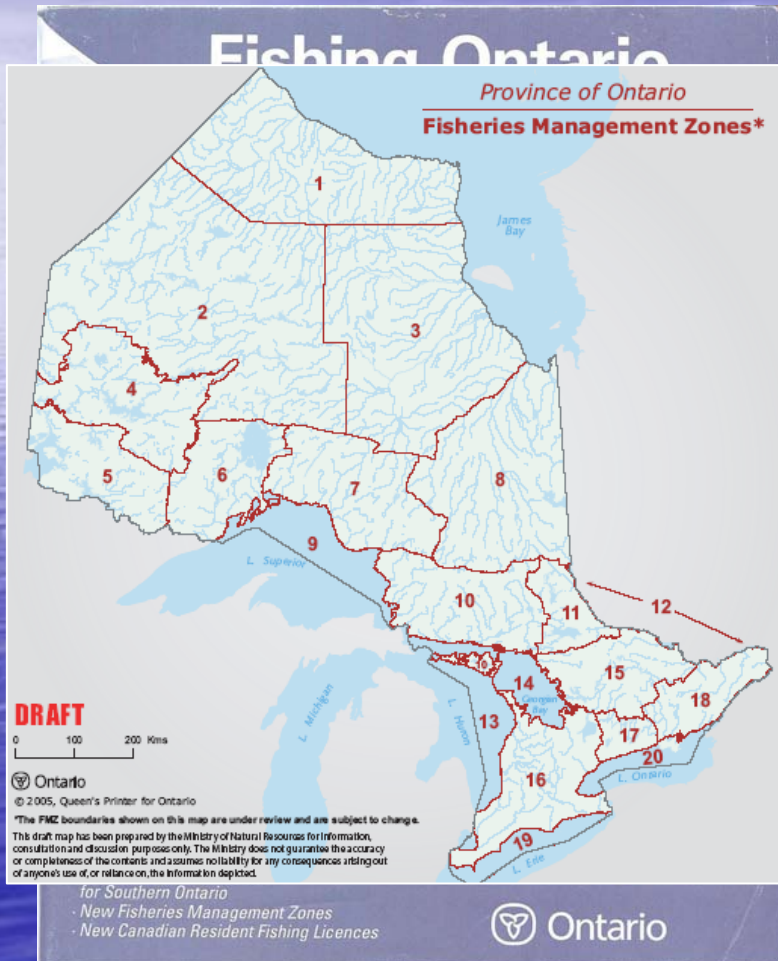 Fishing Ontario
Province of Ontario
Fisheries Management Zones*
1
James
Bay
2
3
4
5
6
7
8
9
L. Superior
10
11
12
10
14
Georgian
Bay
15
18
L. Michigan
L. Huron
13
17
20
L. Ontario
16
19
L. Erie
DRAFT
0 100 200 Kms
Ontario
© 2005, Queen's Printer for Ontario
*The FMZ boundaries shown on this map are under review and are subject to change.
This draft map has been prepared by the Ministry of Natural Resources for information,
consultation and discussion purposes only. The Ministry does not guarantee the accuracy
or completeness of the contents and assumes no liability for any consequences arising out
of anyone's use of, or reliance on, the information depicted.
for Southern Ontario
· New Fisheries Management Zones
· New Canadian Resident Fishing Licences
Ontario